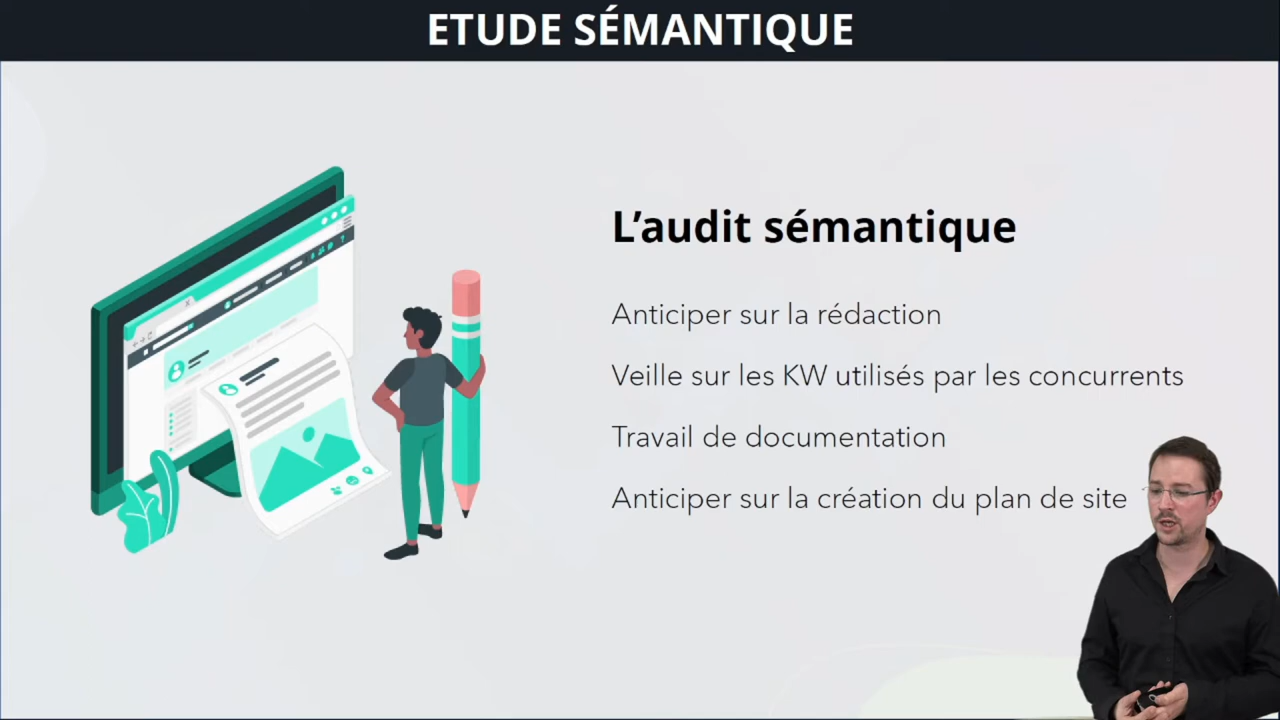 ETUDE SÉMANTIQUE
L’audit sémantique
Anticiper sur la rédaction
Veille sur les KW utilisés par les concurrents
Travail de documentation
Anticiper sur la création du plan de site